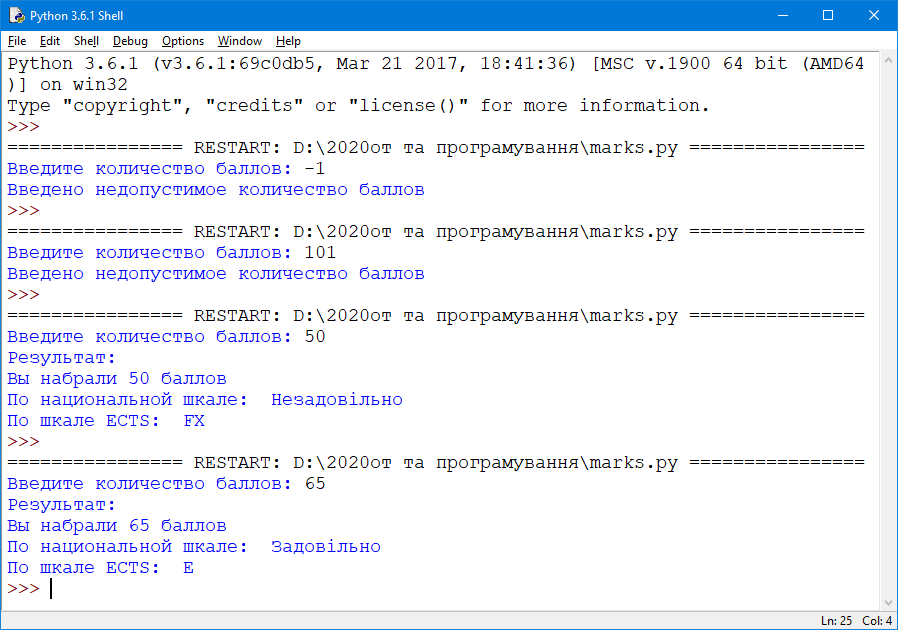 Python 3.6.1 Shell
File Edit Shell Debug Options Window Help
Python 3.6.1 (v3.6.1:69c0db5, Mar 21 2017, 18:41:36) [MSC v.1900 64 bit (AMD64
)] on win32
Type "copyright", "credits" or "license()" for more information.
>>>
================ RESTART: D:\2020от та програмування\marks.py ================
Введите количество баллов: -1
Введено недопустимое количество баллов
>>>
================ RESTART: D:\2020от та програмування\marks.py ================
Введите количество баллов: 101
Введено недопустимое количество баллов
>>>
================ RESTART: D:\2020от та програмування\marks.py ================
Введите количество баллов: 50
Результат:
Вы набрали 50 баллов
По национальной шкале:  Незадовільно
По шкале ECTS:  FX
>>>
================ RESTART: D:\2020от та програмування\marks.py ================
Введите количество баллов: 65
Результат:
Вы набрали 65 баллов
По национальной шкале:  Задовільно
По шкале ECTS:  E
>>>
Ln: 25 Col: 4